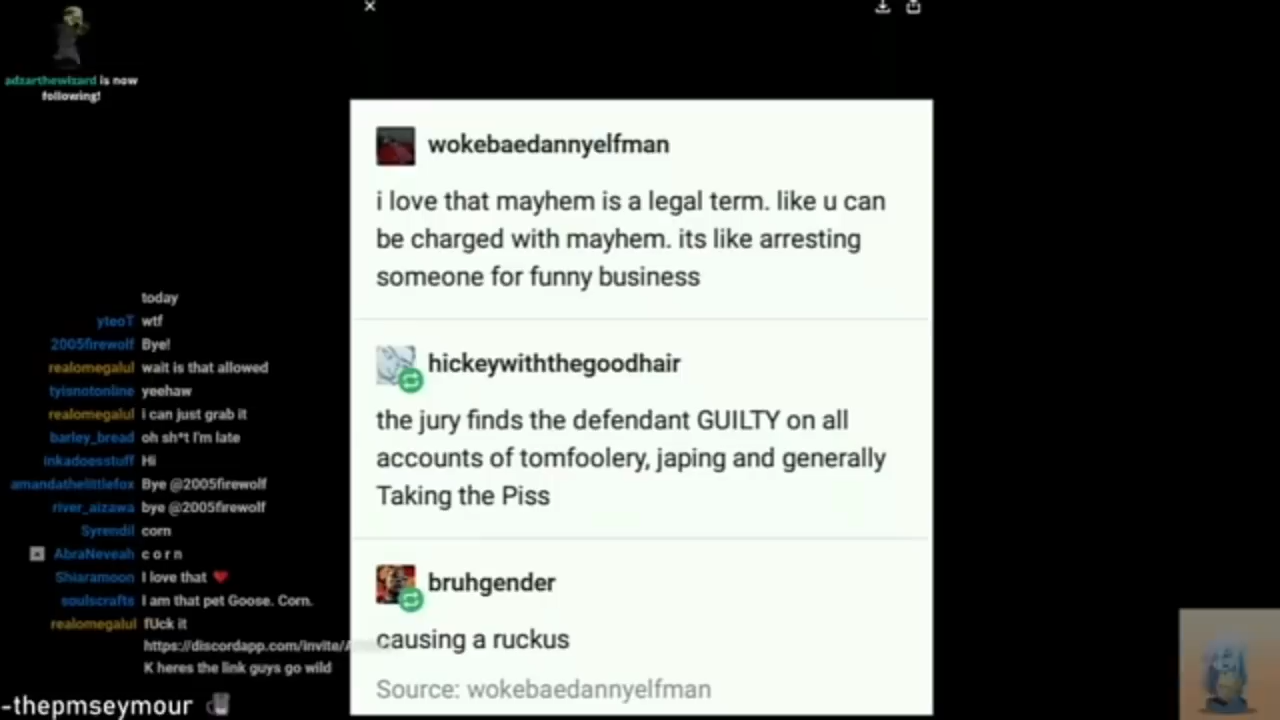 adzarthewizard is now
following!
wokebaedannyelfman
i love that mayhem is a legal term. like u can
be charged with mayhem. its like arresting
someone for funny business
hickeywiththegoodhair
the jury finds the defendant GUILTY on all
accounts of tomfoolery, japing and generally
Taking the Piss
bruhgender
causing a ruckus
Source: wokebaedannyelfman
today
yteoT wtf
2005firewolf Bye!
realomegalul wait is that allowed
tyisnotonline yeehaw
realomegalul i can just grab it
barley_bread oh sh*t I'm late
inkadoesstuff Hi
amandathelittlefox Bye @2005firewolf
river_aizawa bye @2005firewolf
Syrendil corn
AbraNeveah c o r n
Shiaramoon I love that
soulscrafts I am that pet Goose. Corn.
realomegalul fUck it
https://discordapp.com/invite/
K heres the link guys go wild
-thepmseymour